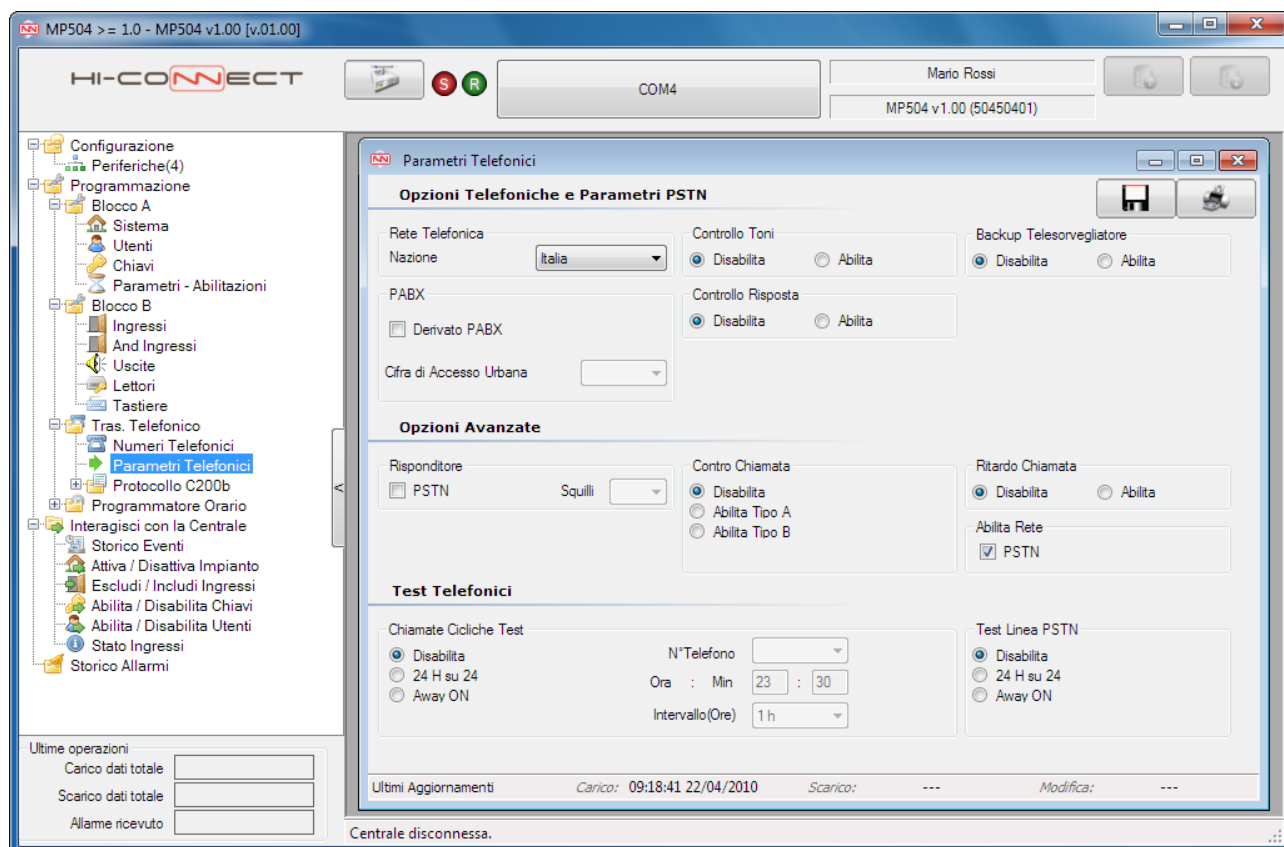 MP504 >= 1.0 - MP504 v1.00 [v.01.00]
HI-CONNECT
S R
COM4
Mario Rossi
MP504 v1.00 (50450401)
Configurazione
Periferiche(4)
Programmazione
Blocco A
Sistema
Utenti
Chiavi
Parametri - Abilitazioni
Blocco B
Ingressi
And Ingressi
Uscite
Lettori
Tastiere
Tras. Telefonico
Numeri Telefonici
Parametri Telefonici
Protocollo C200b
Programmatore Orario
Interagisci con la Centrale
Storico Eventi
Attiva / Disattiva Impianto
Escludi / Includi Ingressi
Abilita / Disabilita Chiavi
Abilita / Disabilita Utenti
Stato Ingressi
Storico Allarmi
<
Ultime operazioni
Carico dati totale
Scarico dati totale
Allarme ricevuto
Parametri Telefonici
Opzioni Telefoniche e Parametri PSTN
Rete Telefonica
Nazione Italia
Controllo Toni
Disabilita Abilita
Backup Telesorvegliatore
Disabilita Abilita
PABX
Derivato PABX
Cifra di Accesso Urbana
Controllo Risposta
Disabilita Abilita
Opzioni Avanzate
Risponditore
PSTN Squilli
Contro Chiamata
Disabilita
Abilita Tipo A
Abilita Tipo B
Ritardo Chiamata
Disabilita Abilita
Abilita Rete
PSTN
Test Telefonici
Chiamate Cicliche Test
Disabilita
24 H su 24
Away ON
N°Telefono
Ora : Min 23 : 30
Intervallo(Ore) 1 h
Test Linea PSTN
Disabilita
24 H su 24
Away ON
Ultimi Aggiornamenti Carico: 09:18:41 22/04/2010 Scarico: --- Modifica: ---
Centrale disconnessa.